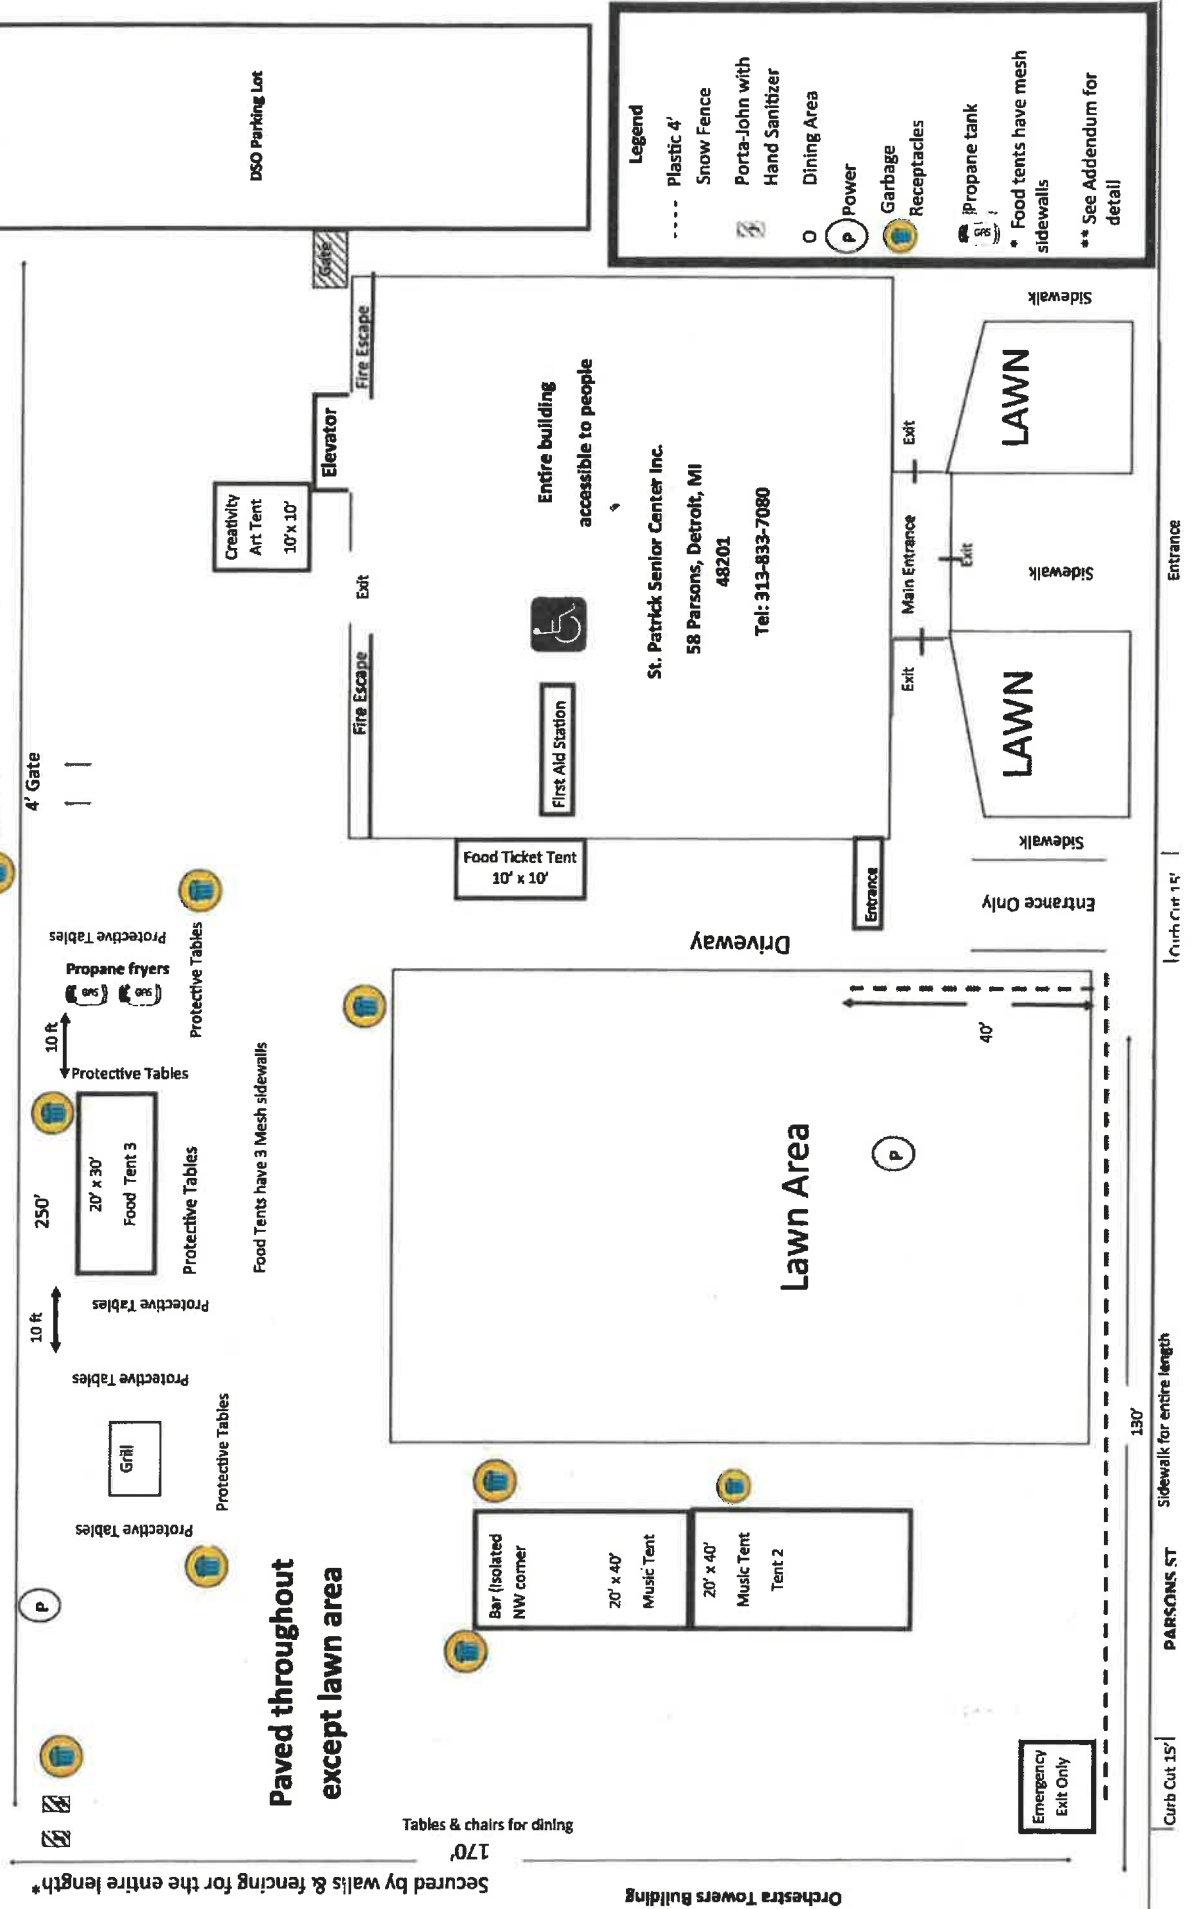 Secured by walls & fencing for the entire length*
170'
Tables & chairs for dining
Orchestra Towers Building
Emergency
Exit Only
Paved throughout
except lawn area
P
Protective Tables
Grill
Protective Tables
Protective Tables
10 ft
Protective Tables
250'
20' x 30'
Food Tent 3
Protective Tables
Food Tents have 3 Mesh sidewalls
Protective Tables
10 ft
Propane fryers
GAS
GAS
Protective Tables
Protective Tables
4' Gate
Bar (Isolated
NW corner
20' x 40'
Music Tent
20' x 40'
Music Tent
Tent 2
Lawn Area
P
40'
Driveway
Food Ticket Tent
10' x 10'
Entrance
Entrance Only
Sidewalk
Fire Escape
Exit
Creativity
Art Tent
10'x 10'
Elevator
Fire Escape
Gate
DSO Parking Lot
First Aid Station
Entire building
accessible to people
St. Patrick Senior Center Inc.
58 Parsons, Detroit, MI
48201
Tel: 313-833-7080
Exit
Main Entrance
Exit
Exit
LAWN
Sidewalk
LAWN
Sidewalk
Legend
---- Plastic 4'
Snow Fence
Porta-John with
Hand Sanitizer
O Dining Area
P Power
Garbage
Receptacles
GAS Propane tank
* Food tents have mesh
sidewalls
** See Addendum for
detail
130'
Curb Cut 15'
PARSONS ST
Sidewalk for entire length
Curb Cut 15'
Entrance